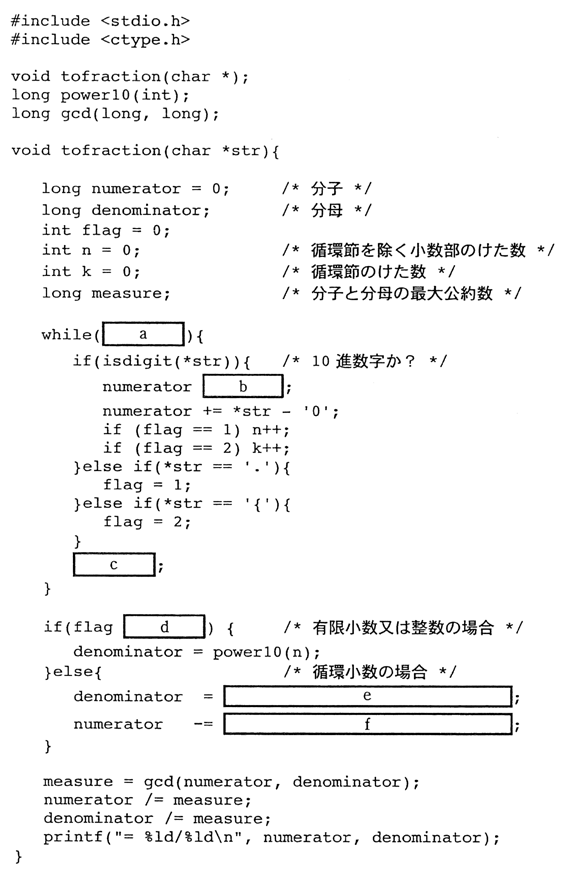 #include <stdio.h>
#include <ctype.h>
void tofraction(char *);
long power10(int);
long gcd(long, long);
void tofraction(char *str){
long numerator = 0; /* 分子 */
long denominator; /* 分母 */
int flag = 0;
int n = 0; /* 循環節を除く小数部のけた数 */
int k = 0; /* 循環節のけた数 */
long measure; /* 分子と分母の最大公約数 */
while( a ){
if(isdigit(*str)){ /* 10 進数字か？ */
numerator b ;
numerator += *str - '0';
if (flag == 1) n++;
if (flag == 2) k++;
}else if(*str == '.'){
flag = 1;
}else if(*str == '{'){
flag = 2;
}
c ;
}
if(flag d ) { /* 有限小数又は整数の場合 */
denominator = power10(n);
}else{ /* 循環小数の場合 */
denominator = e ;
numerator -= f ;
}
measure = gcd(numerator, denominator);
numerator /= measure;
denominator /= measure;
printf("= %ld/%ld\n", numerator, denominator);
}